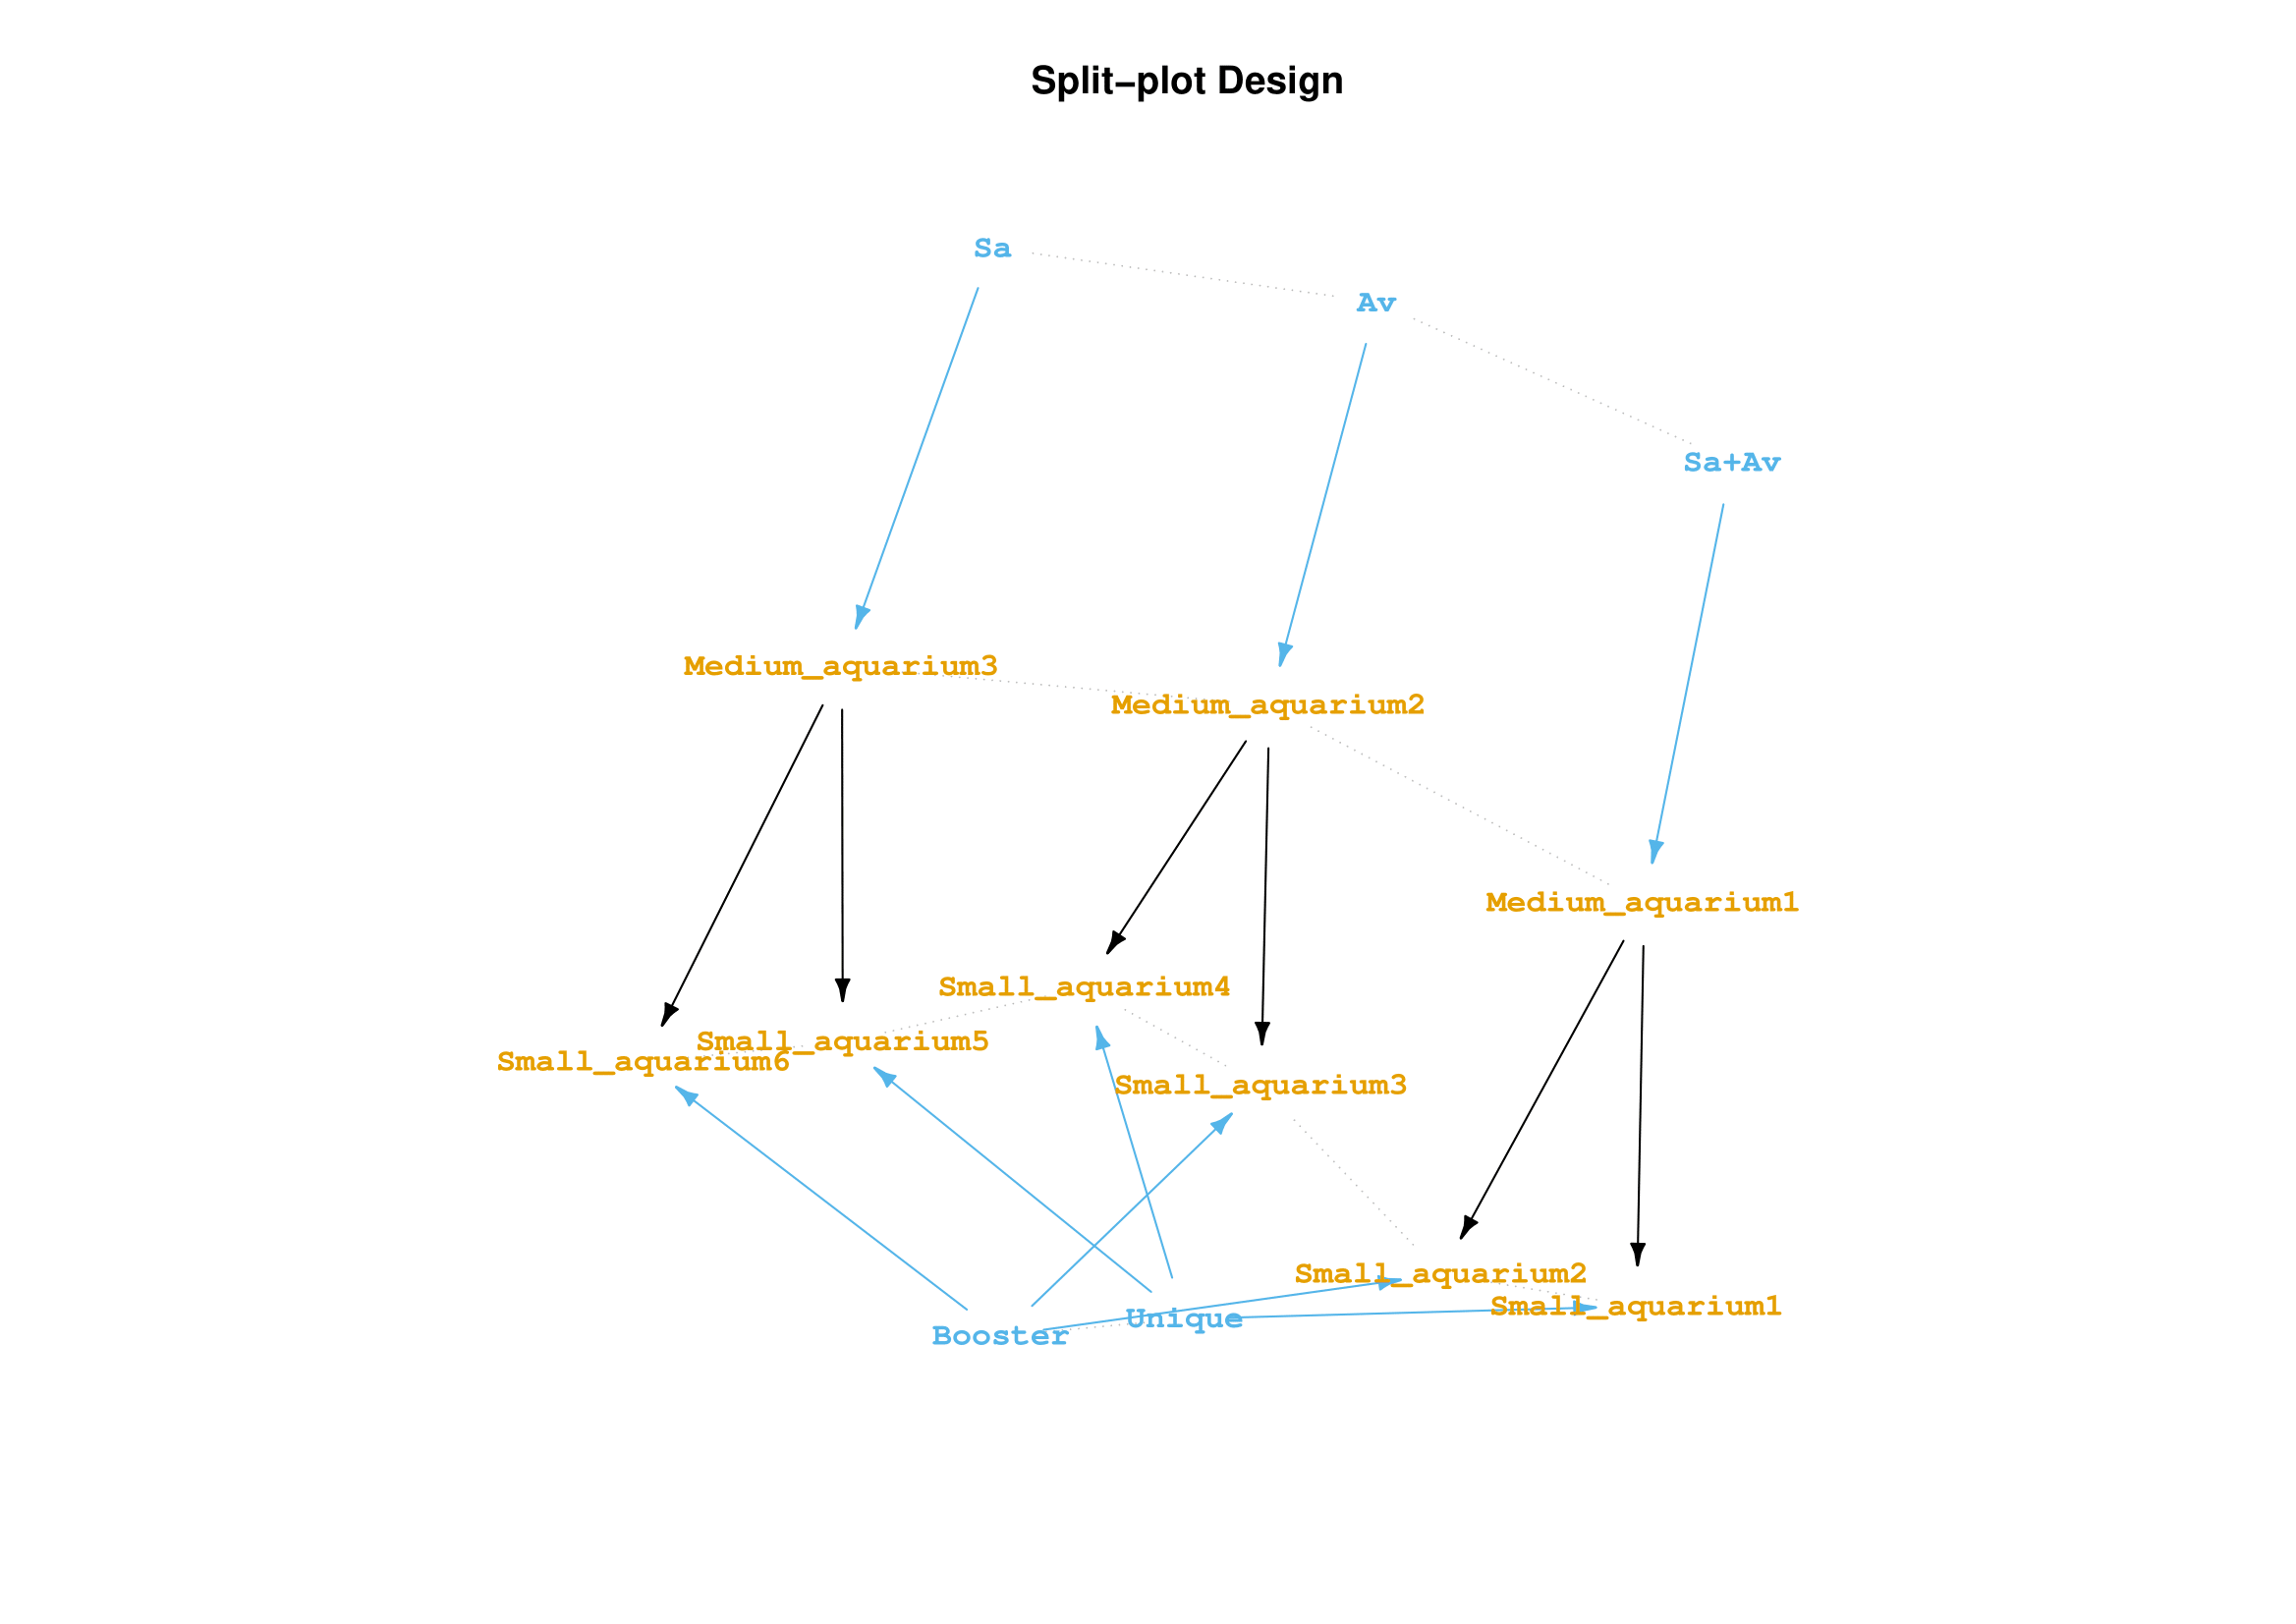 Split-plot Design
Sa
Av
Sa+Av
Medium_aquarium3
Medium_aquarium2
Medium_aquarium1
Small_aquarium4
Small_aquarium5
Small_aquarium6
Small_aquarium3
Small_aquarium2
Small_aquarium1
Unique
Booster